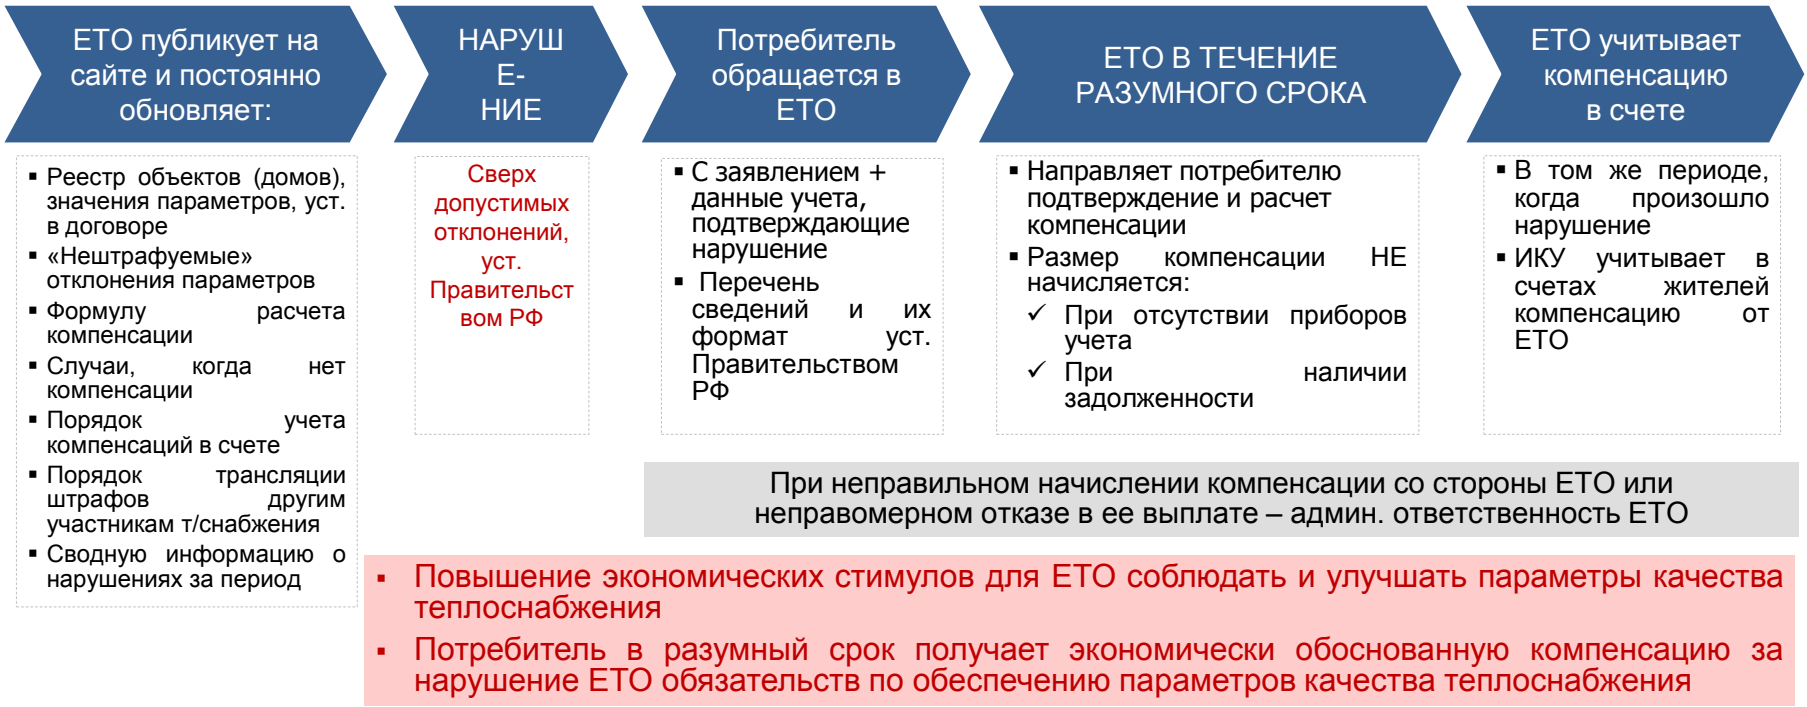 ЕТО публикует на
сайте и постоянно
обновляет:
НАРУШ
Е-
НИЕ
Потребитель
обращается в
ЕТО
ЕТО В ТЕЧЕНИЕ
РАЗУМНОГО СРОКА
ЕТО учитывает
компенсацию
в счете
▪ Реестр объектов (домов),
значения параметров, уст.
в договоре
▪ «Нештрафуемые»
отклонения параметров
▪ Формулу расчета
компенсации
▪ Случаи, когда нет
компенсации
▪ Порядок учета
компенсаций в счете
▪ Порядок трансляции
штрафов другим
участникам т/снабжения
▪ Сводную информацию о
нарушениях за период
Сверх
допустимых
отклонений,
уст.
Правительст
вом РФ
▪ С заявлением +
данные учета,
подтверждающие
нарушение
▪ Перечень
сведений и их
формат уст.
Правительством
РФ
▪ Направляет потребителю
подтверждение и расчет
компенсации
▪ Размер компенсации НЕ
начисляется:
✓ При отсутствии приборов
учета
✓ При наличии
задолженности
▪ В том же периоде,
когда произошло
нарушение
▪ ИКУ учитывает в
счетах жителей
компенсацию от
ЕТО
При неправильном начислении компенсации со стороны ЕТО или
неправомерном отказе в ее выплате – админ. ответственность ЕТО
▪ Повышение экономических стимулов для ЕТО соблюдать и улучшать параметры качества
теплоснабжения
▪ Потребитель в разумный срок получает экономически обоснованную компенсацию за
нарушение ЕТО обязательств по обеспечению параметров качества теплоснабжения